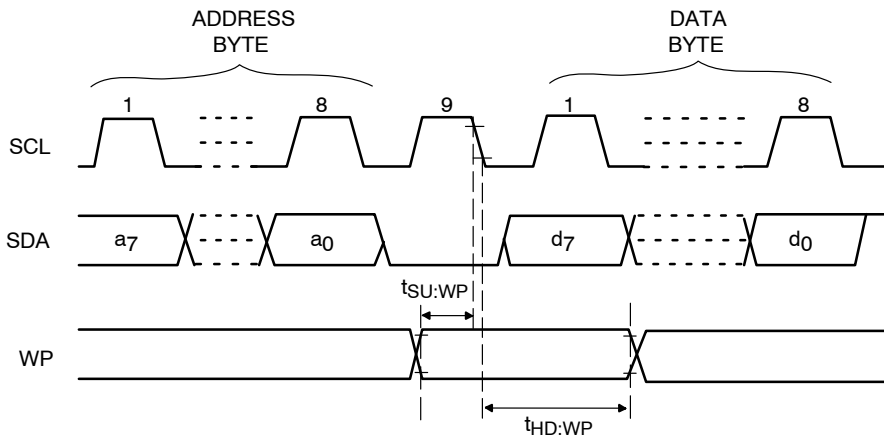 ADDRESS
BYTE
DATA
BYTE
1
8
9
1
8
SCL
SDA
a7
a0
d7
d0
tSU:WP
WP
tHD:WP